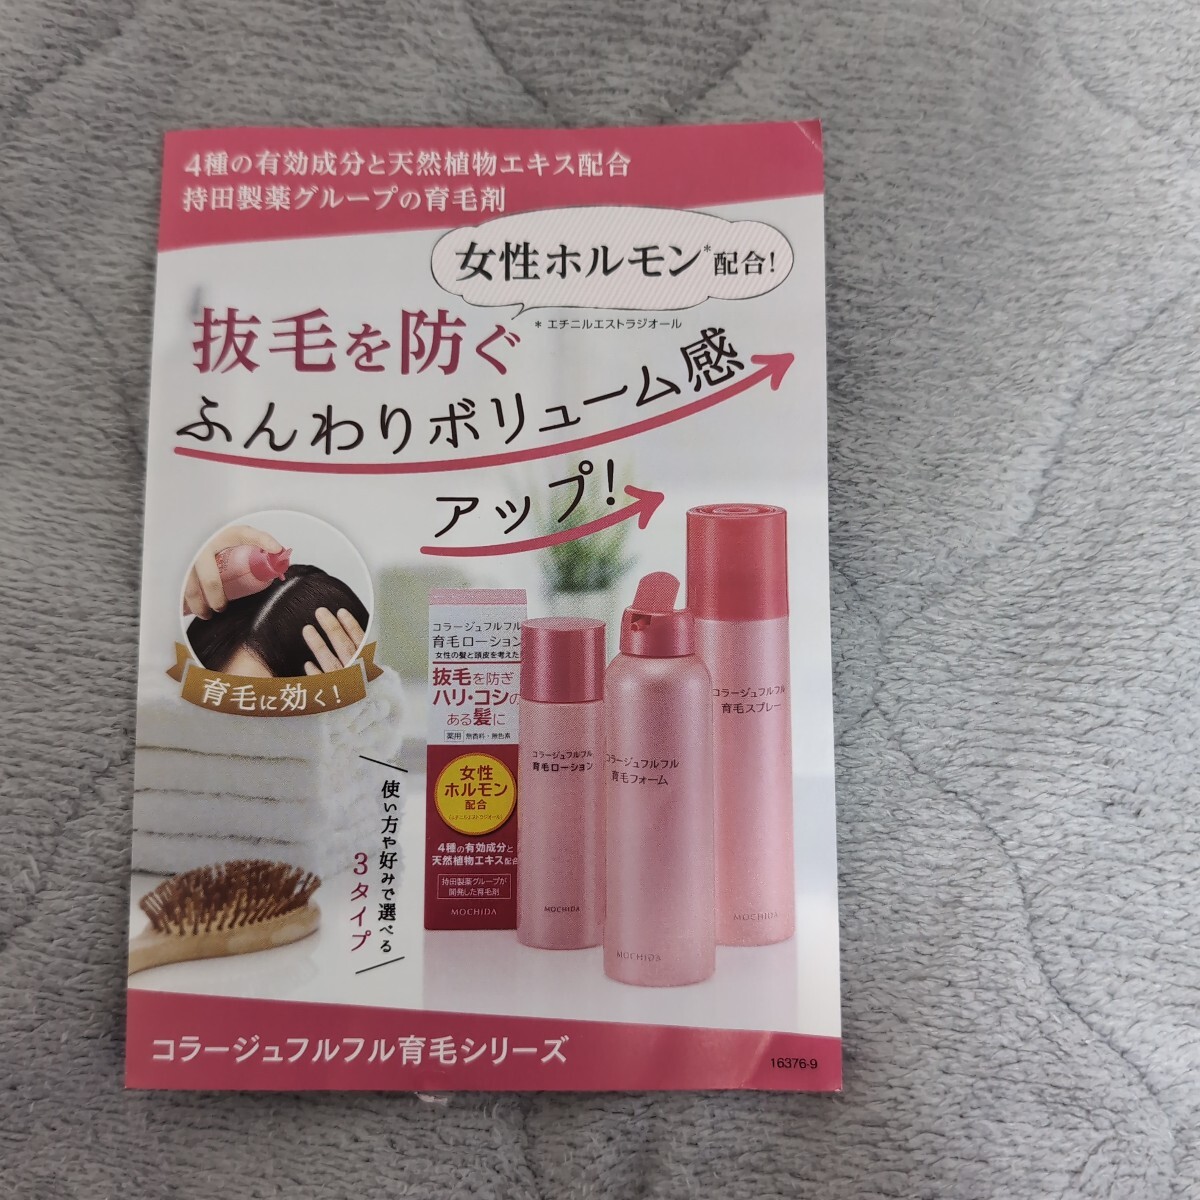 4種の有効成分と天然植物エキス配合
持田製薬グループの育毛剤
女性ホルモン*配合!
* エチニルエストラジオール
抜毛を防ぐ
ふんわりボリューム感
アップ!
育毛に効く!
使い方や好みで選べる
3タイプ
コラージュフルフル
育毛ローション
女性の髪と頭皮を考えた
抜毛を防ぎ
ハリ・コシの
ある髪に
薬用 無香料・無色素
女性
ホルモン
配合
(エチニルエストラジオール)
4種の有効成分と
天然植物エキス配合
持田製薬グループが
開発した育毛剤
MOCHIDA
コラージュフルフル
育毛ローション
MOCHIDA
コラージュフルフル
育毛フォーム
MOCHIDA
コラージュフルフル
育毛スプレー
MOCHIDA
コラージュフルフル育毛シリーズ
16376-9